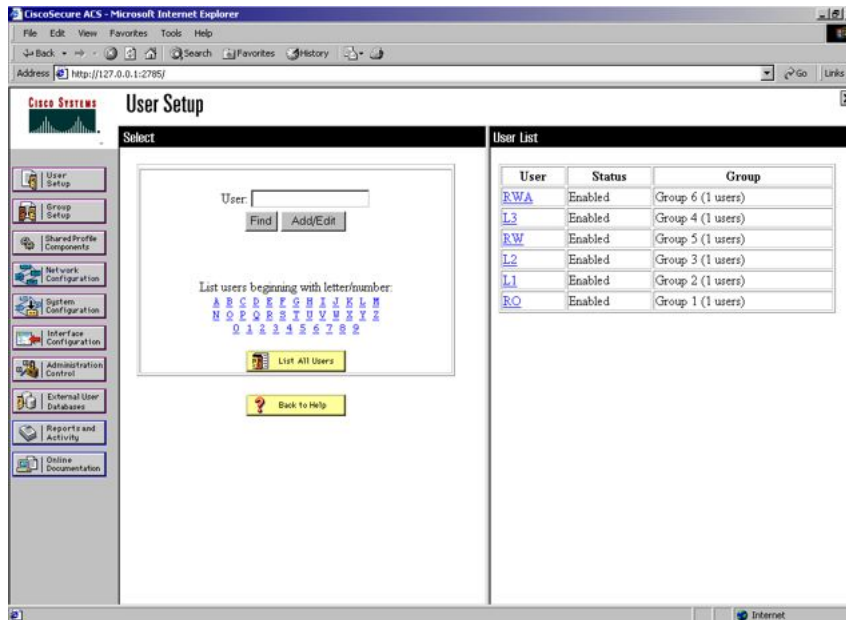 CiscoSecure ACS - Microsoft Internet Explorer
File Edit View Favorites Tools Help
Back Search Favorites History
Address http://127.0.0.1:2785/ Go Links
CISCO SYSTEMS
User Setup
Select
User List
User Setup
Group Setup
Shared Profile Components
Network Configuration
System Configuration
Interface Configuration
Administration Control
External User Databases
Reports and Activity
Online Documentation
User:
Find Add/Edit
List users beginning with letter/number:
A B C D E F G H I J K L M
N O P Q R S T U V W X Y Z
0 1 2 3 4 5 6 7 8 9
List All Users
Back to Help
User Status Group
RWA Enabled Group 6 (1 users)
L3 Enabled Group 4 (1 users)
RW Enabled Group 5 (1 users)
L2 Enabled Group 3 (1 users)
L1 Enabled Group 2 (1 users)
RO Enabled Group 1 (1 users)
Internet